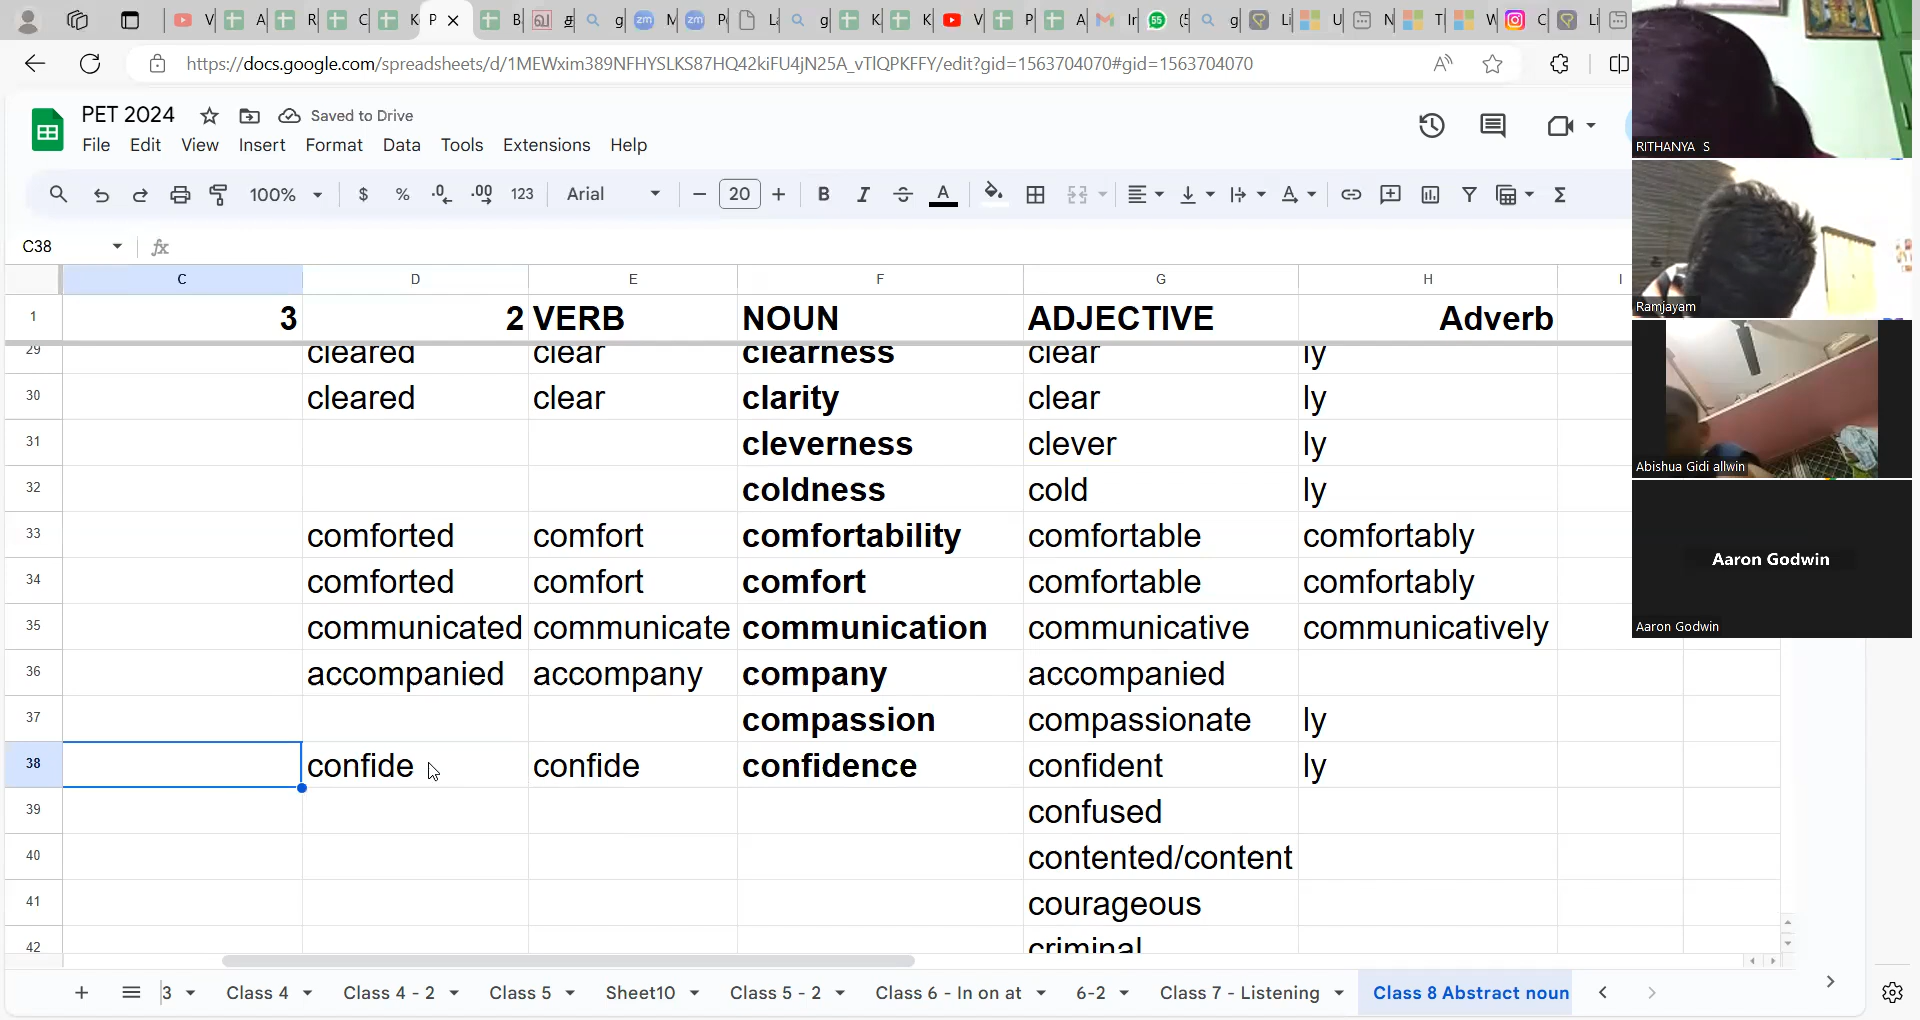 P
https://docs.google.com/spreadsheets/d/1MEWxim389NFHYSLKS87HQ42kiFU4jN25A_vTlQPKFFY/edit?gid=1563704070#gid=1563704070
PET 2024 Saved to Drive
File Edit View Insert Format Data Tools Extensions Help
100% $ % .0 .00 123 Arial 20 B I S A
C38 fx
C D E F G H I
1 3 2 VERB NOUN ADJECTIVE Adverb
29 cleared clear clearness clear ly
30 cleared clear clarity clear ly
31 cleverness clever ly
32 coldness cold ly
33 comforted comfort comfortability comfortable comfortably
34 comforted comfort comfort comfortable comfortably
35 communicated communicate communication communicative communicatively
36 accompanied accompany company accompanied
37 compassion compassionate ly
38 confide confide confidence confident ly
39 confused
40 contented/content
41 courageous
42 criminal
3 Class 4 Class 4 - 2 Class 5 Sheet10 Class 5 - 2 Class 6 - In on at 6-2 Class 7 - Listening Class 8 Abstract noun
RITHANYA S
Ramjayam
Abishua Gidi allwin
Aaron Godwin
Aaron Godwin